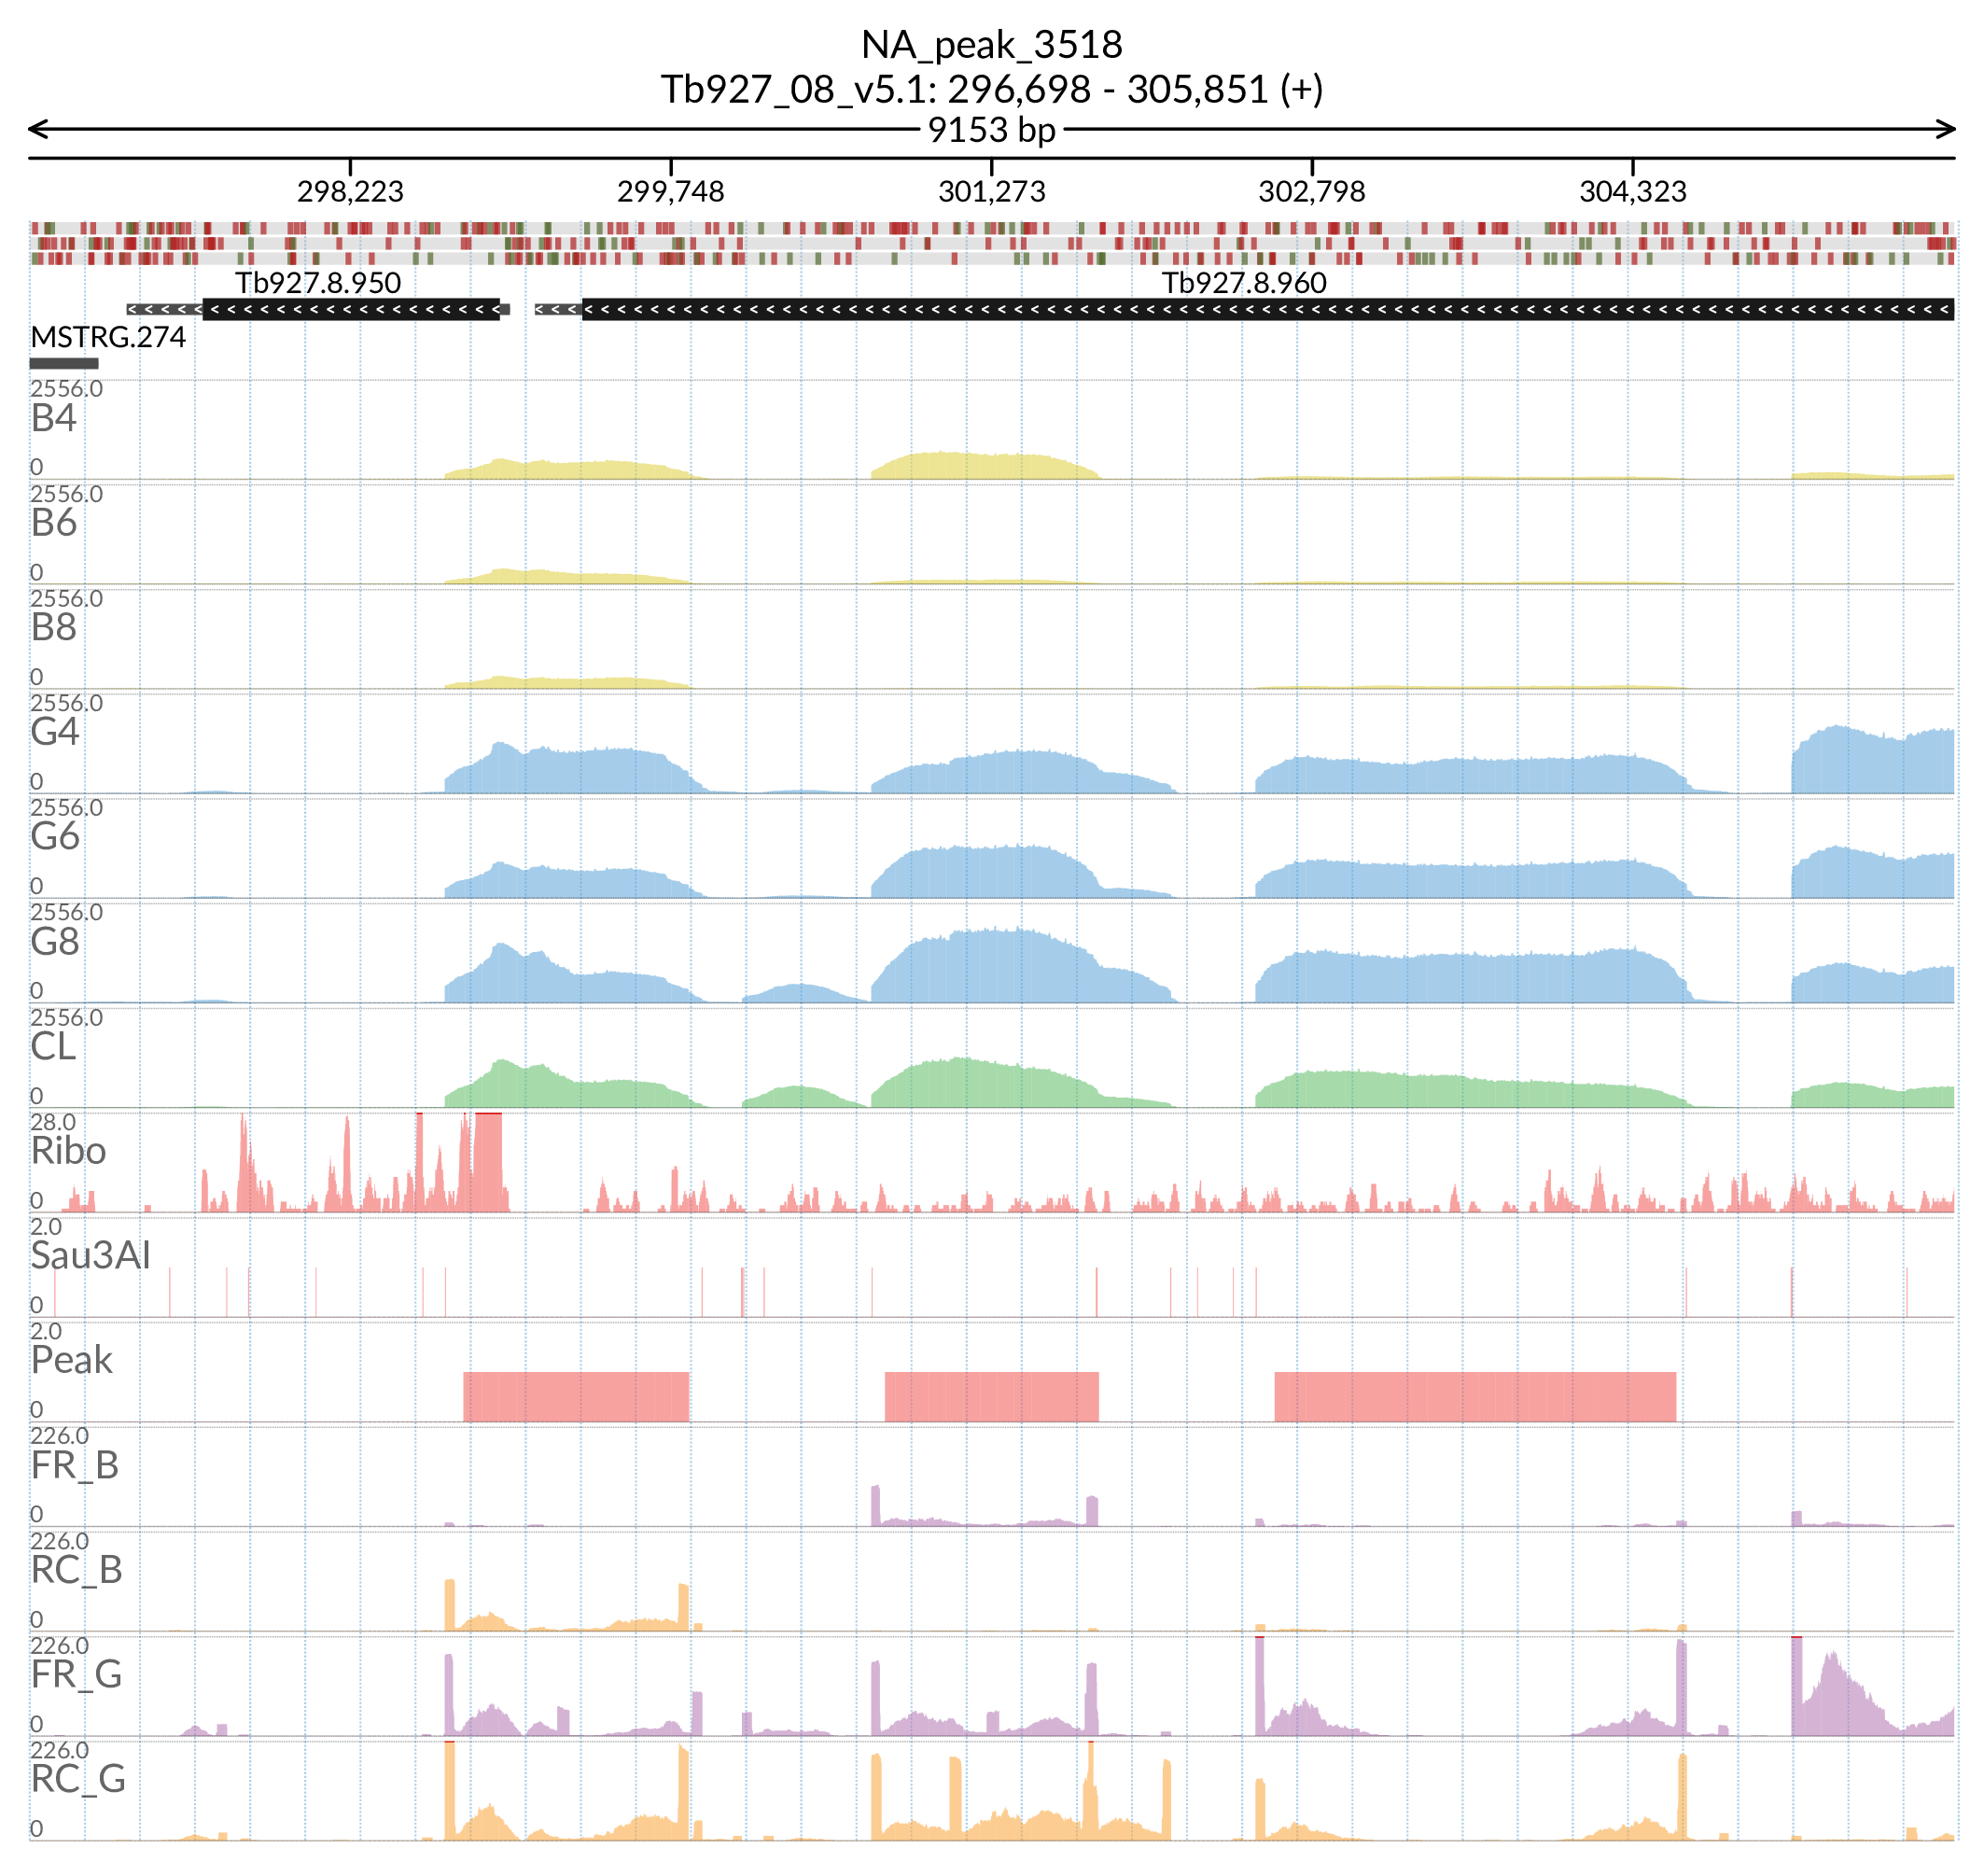 NA_peak_3518
Tb927_08_v5.1: 296,698 - 305,851 (+)
9153 bp
298,223 299,748 301,273 302,798 304,323
Tb927.8.950 Tb927.8.960
MSTRG.274
2556.0
B4
0
2556.0
B6
0
2556.0
B8
0
2556.0
G4
0
2556.0
G6
0
2556.0
G8
0
2556.0
CL
0
28.0
Ribo
0
2.0
Sau3AI
0
2.0
Peak
0
226.0
FR_B
0
226.0
RC_B
0
226.0
FR_G
0
226.0
RC_G
0